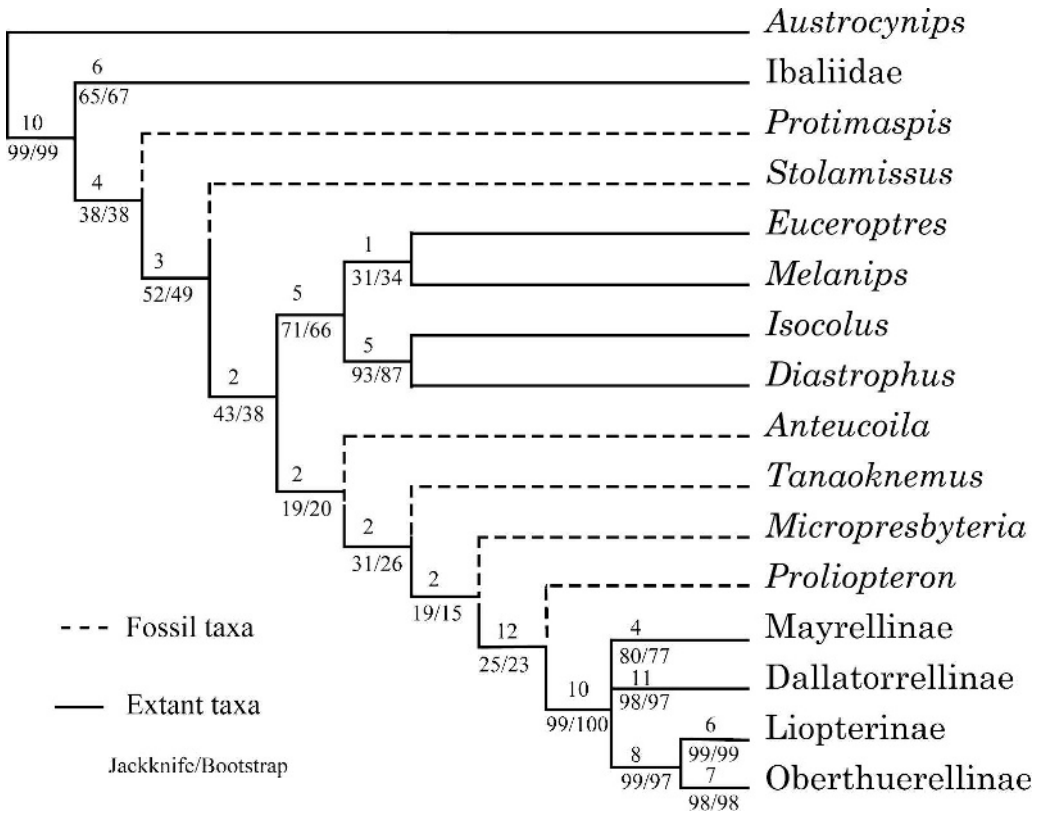 Austrocynips
6
Ibaliidae
65/67
10
Protimaspis
99/99
4
Stolamissus
38/38
Euceroptres
1
3
31/34
Melanips
52/49
5
Isocolus
71/66
5
Diastrophus
2
93/87
43/38
Anteucoila
2
Tanaoknemus
19/20
2
Micropresbyteria
31/26
2
Proliopteron
19/15
12
4
Mayrellinae
Fossil taxa
25/23
80/77
11
Dallatorrellinae
10
98/97
Extant taxa
99/100
6
Liopterinae
8
99/99
Jackknife/Bootstrap
99/97
7
Oberthuerellinae
98/98